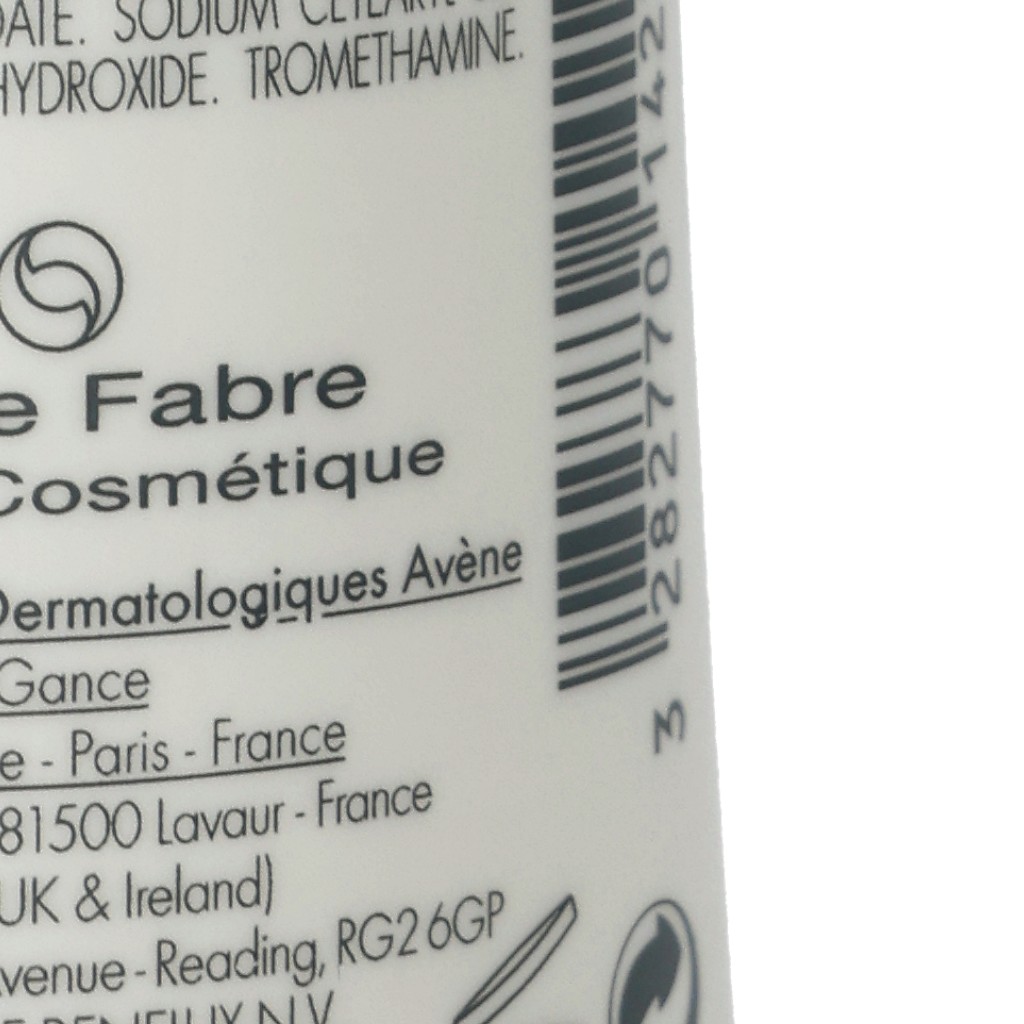 SODIUM
HYDROXIDE. TROMETHAMINE.
Fabre
Cosmétique
Dermatologiques Avène
Gance
- Paris - France
81500 Lavaur - France
UK & Ireland)
- Reading, RG2 6GP
N.V.
3 282770 142